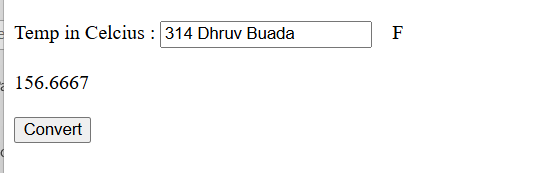 Temp in Celcius : 314 Dhruv Buada F
156.6667
Convert